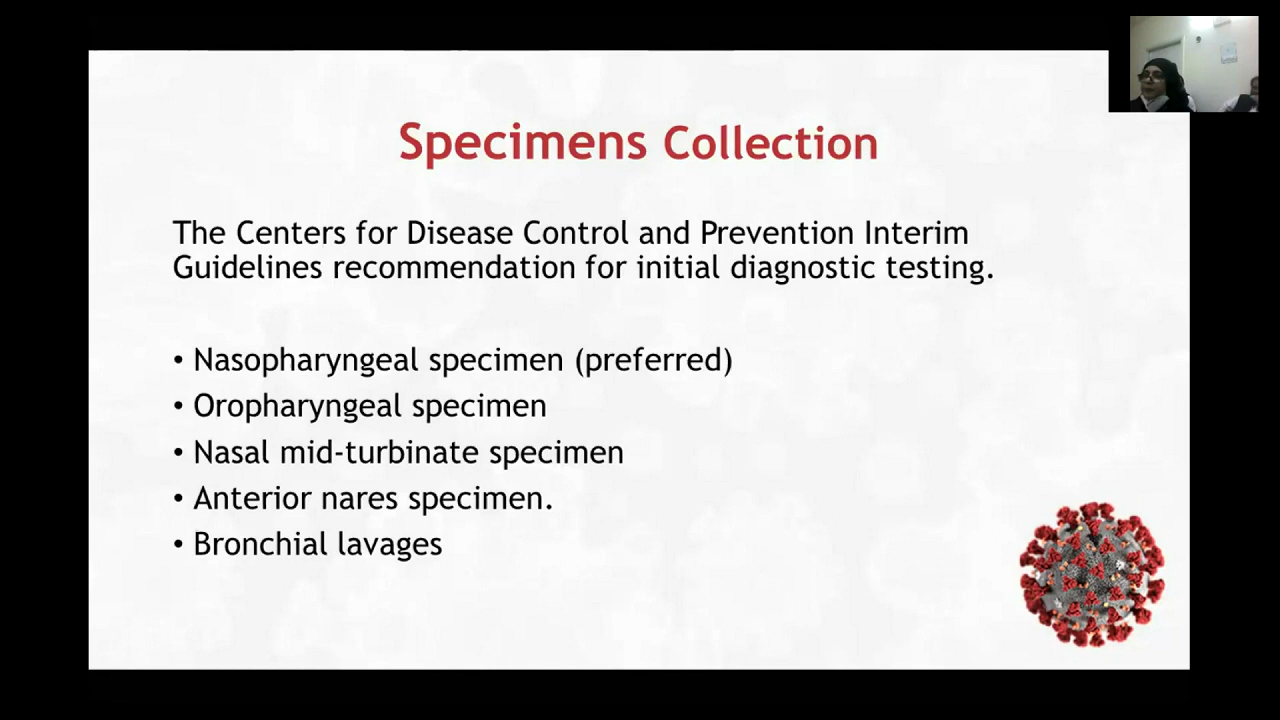 Specimens Collection
The Centers for Disease Control and Prevention Interim
Guidelines recommendation for initial diagnostic testing.
• Nasopharyngeal specimen (preferred)
• Oropharyngeal specimen
• Nasal mid-turbinate specimen
• Anterior nares specimen.
• Bronchial lavages